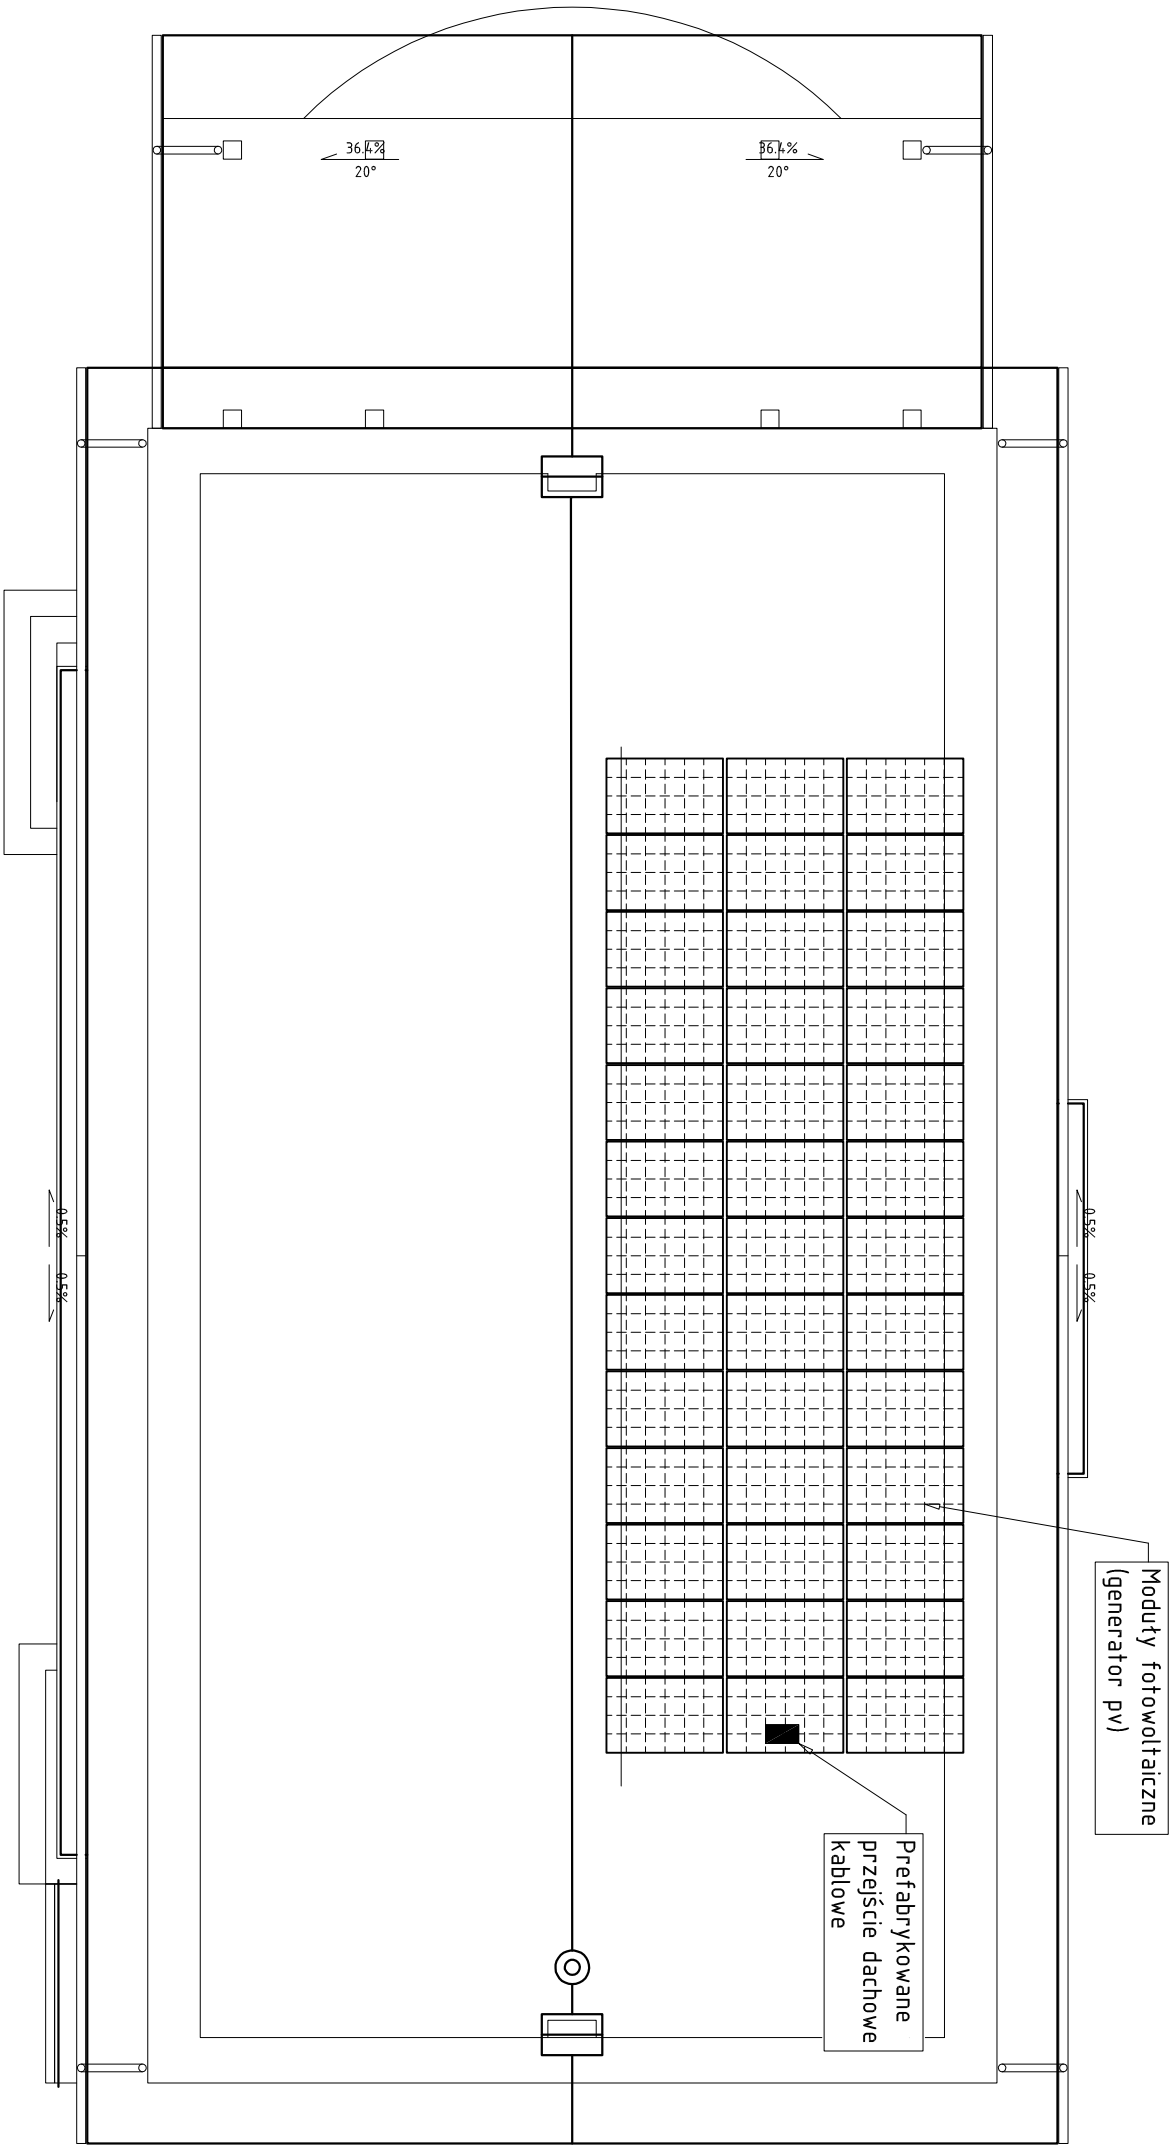 36.4%
20°
36.4%
20°
0.5%
0.5%
0.5%
0.5%
Moduły fotowoltaiczne
(generator pv)
Prefabrykowane
przejście dachowe
kablowe